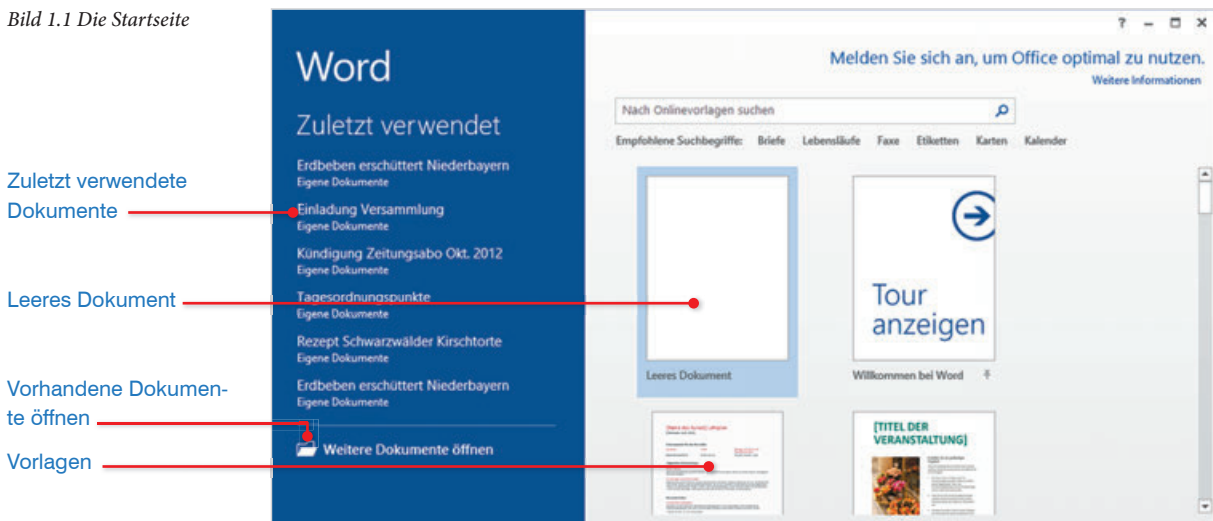 Bild 1.1 Die Startseite
Zuletzt verwendete
Dokumente
Leeres Dokument
Vorhandene Dokumen-
te öffnen
Vorlagen
Word
Zuletzt verwendet
Erdbeben erschüttert Niederbayern
Eigene Dokumente
Einladung Versammlung
Eigene Dokumente
Kündigung Zeitungsabo Okt. 2012
Eigene Dokumente
Tagesordnungspunkte
Eigene Dokumente
Rezept Schwarzwälder Kirschtorte
Eigene Dokumente
Erdbeben erschüttert Niederbayern
Eigene Dokumente
Weitere Dokumente öffnen
?
Melden Sie sich an, um Office optimal zu nutzen.
Weitere Informationen
Nach Onlinevorlagen suchen
Empfohlene Suchbegriffe: Briefe Lebensläufe Faxe Etiketten Karten Kalender
Tour
anzeigen
Leeres Dokument
Willkommen bei Word
[TITEL DER
VERANSTALTUNG]